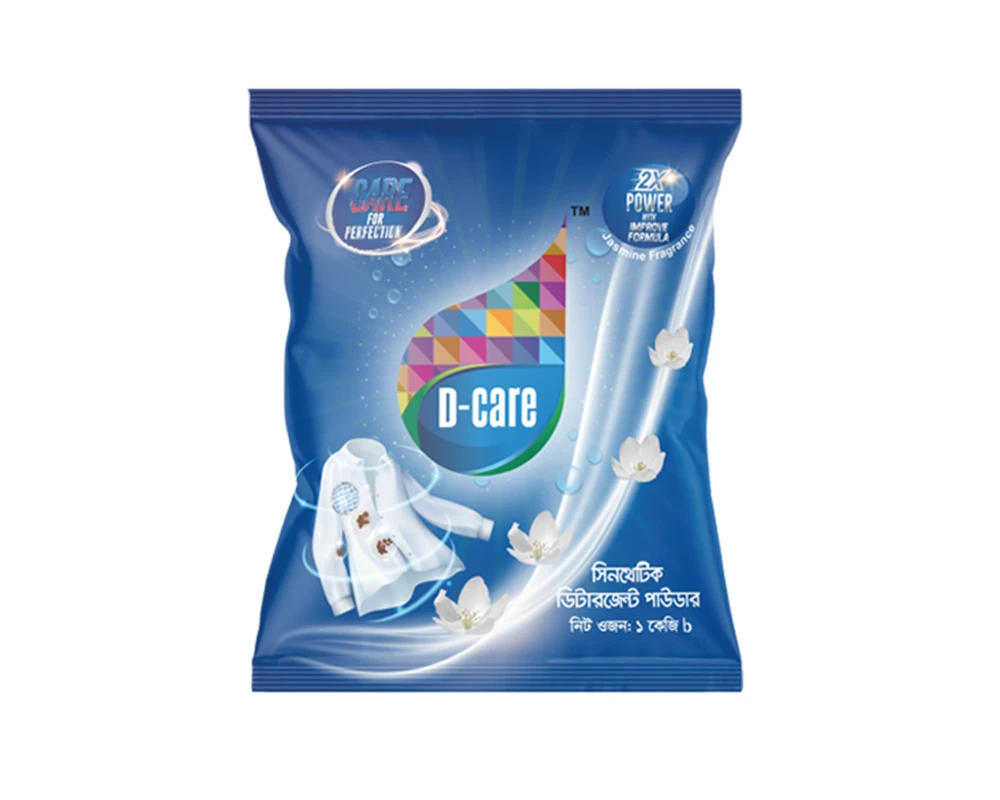 CARE
FOR
PERFECTION
2X
POWER
WITH
IMPROVE
FORMULA
Jasmine Fragrance
TM
D-care
সিনথেটিক
ডিটারজেন্ট পাউডার
নিট ওজন: ১ কেজি b